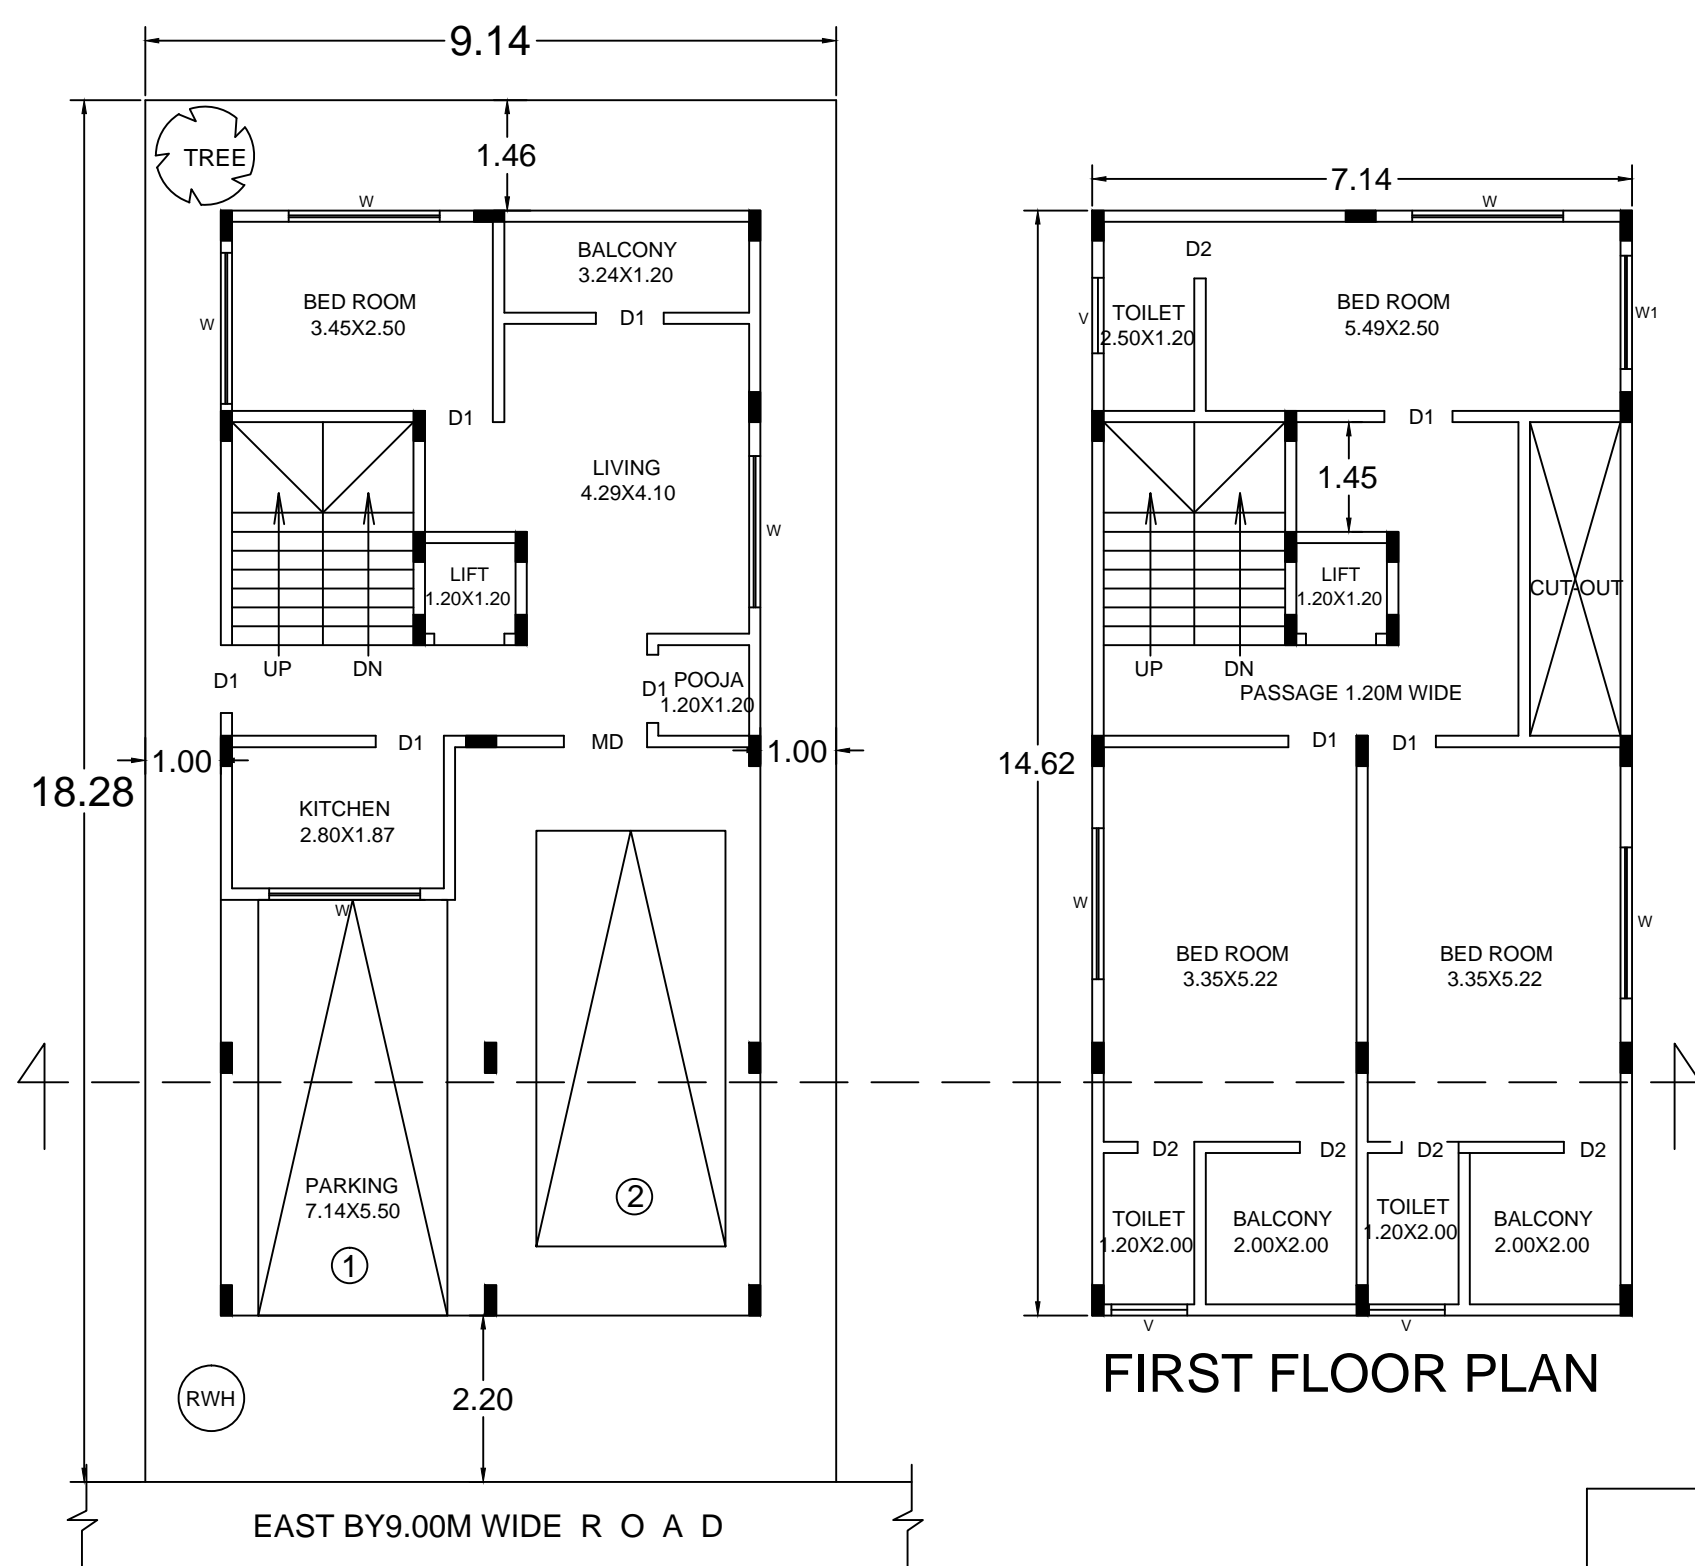 9.14
TREE
1.46
W
BALCONY
3.24X1.20
BED ROOM
3.45X2.50
W
D1
D1
LIVING
4.29X4.10
W
LIFT
1.20X1.20
UP
DN
D1
D1
POOJA
1.20X1.20
D1
MD
1.00
1.00
18.28
KITCHEN
2.80X1.87
W
PARKING
7.14X5.50
1
2
2.20
RWH
EAST BY9.00M WIDE R O A D
7.14
W
D2
TOILET
2.50X1.20
V
BED ROOM
5.49X2.50
W1
D1
1.45
LIFT
1.20X1.20
CUT-OUT
UP
DN
PASSAGE 1.20M WIDE
D1
D1
14.62
W
BED ROOM
3.35X5.22
BED ROOM
3.35X5.22
W
D2
D2
D2
D2
TOILET
1.20X2.00
BALCONY
2.00X2.00
TOILET
1.20X2.00
BALCONY
2.00X2.00
V
V
FIRST FLOOR PLAN